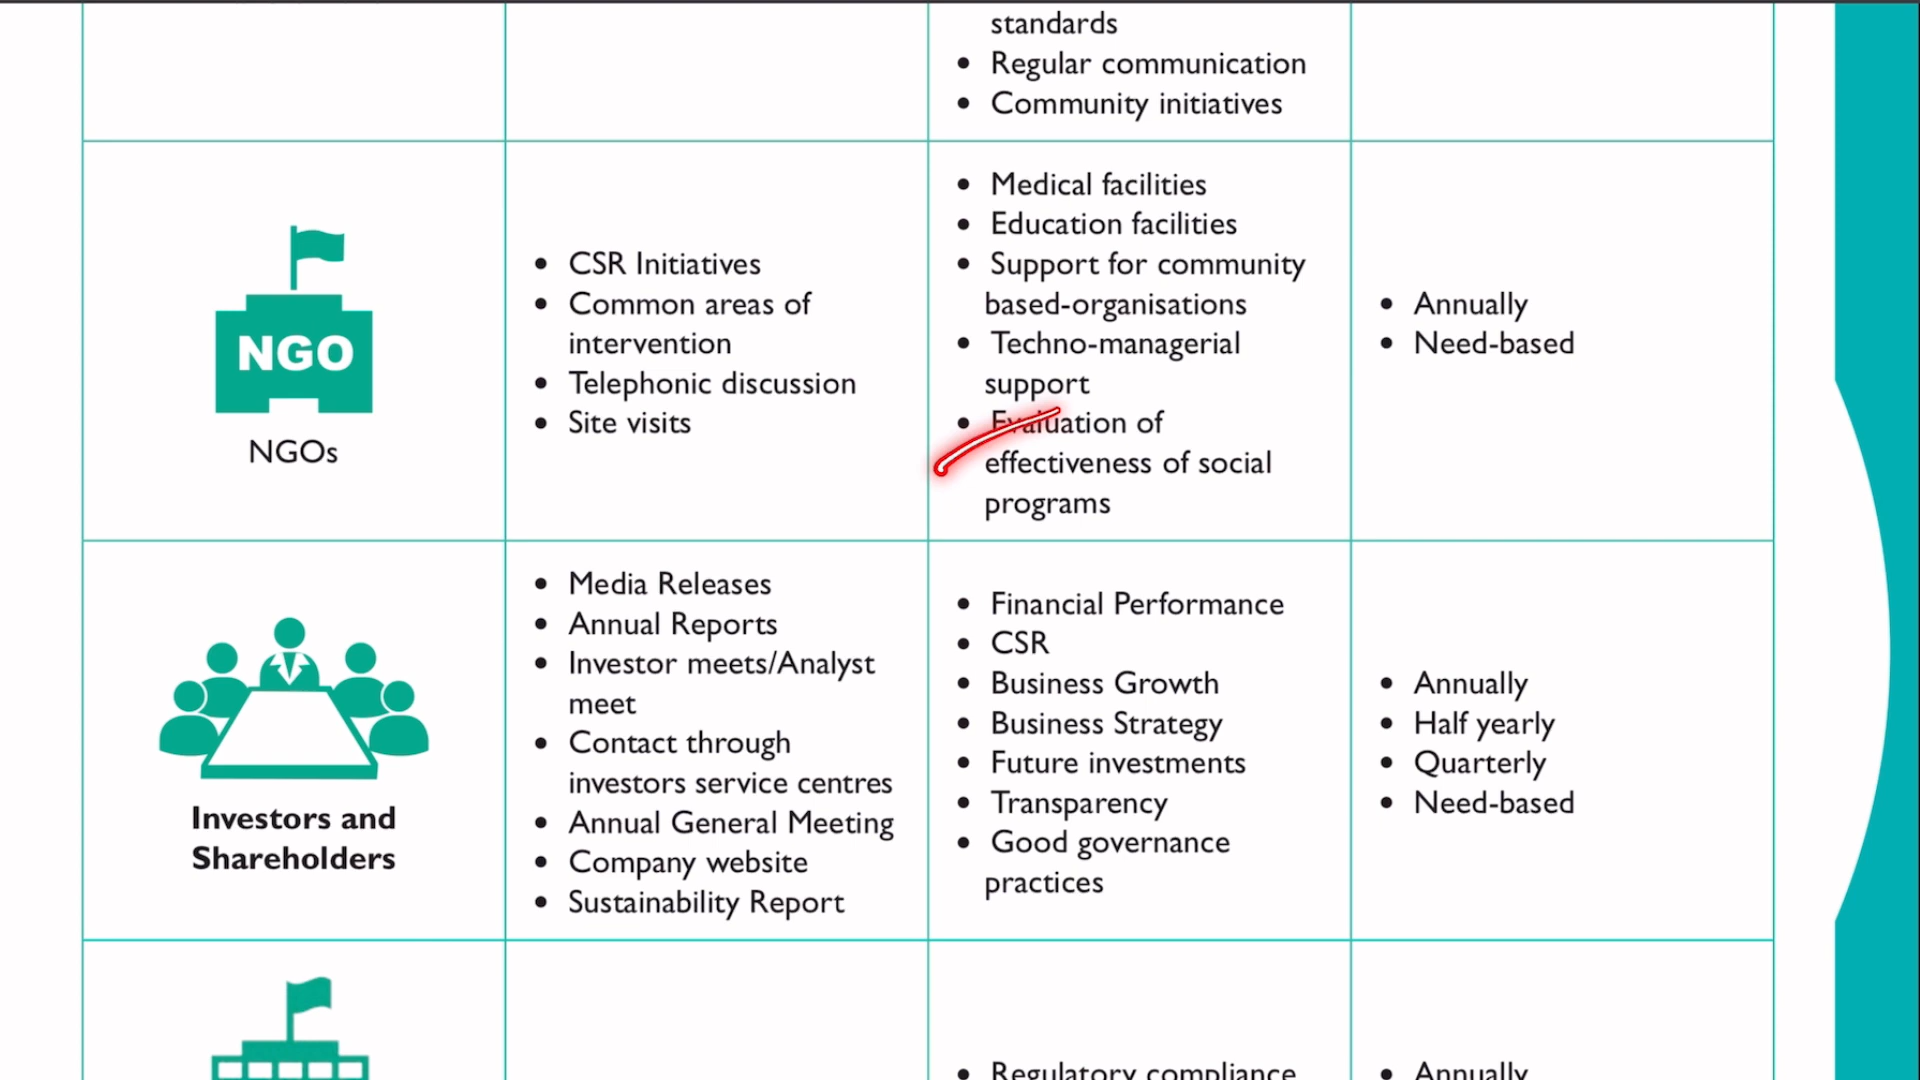 standards
• Regular communication
• Community initiatives
NGO
NGOs
• CSR Initiatives
• Common areas of
intervention
• Telephonic discussion
• Site visits
• Medical facilities
• Education facilities
• Support for community
based-organisations
• Techno-managerial
support
• Evaluation of
effectiveness of social
programs
• Annually
• Need-based
Investors and
Shareholders
• Media Releases
• Annual Reports
• Investor meets/Analyst
meet
• Contact through
investors service centres
• Annual General Meeting
• Company website
• Sustainability Report
• Financial Performance
• CSR
• Business Growth
• Business Strategy
• Future investments
• Transparency
• Good governance
practices
• Annually
• Half yearly
• Quarterly
• Need-based
• Regulatory compliance
• Annually